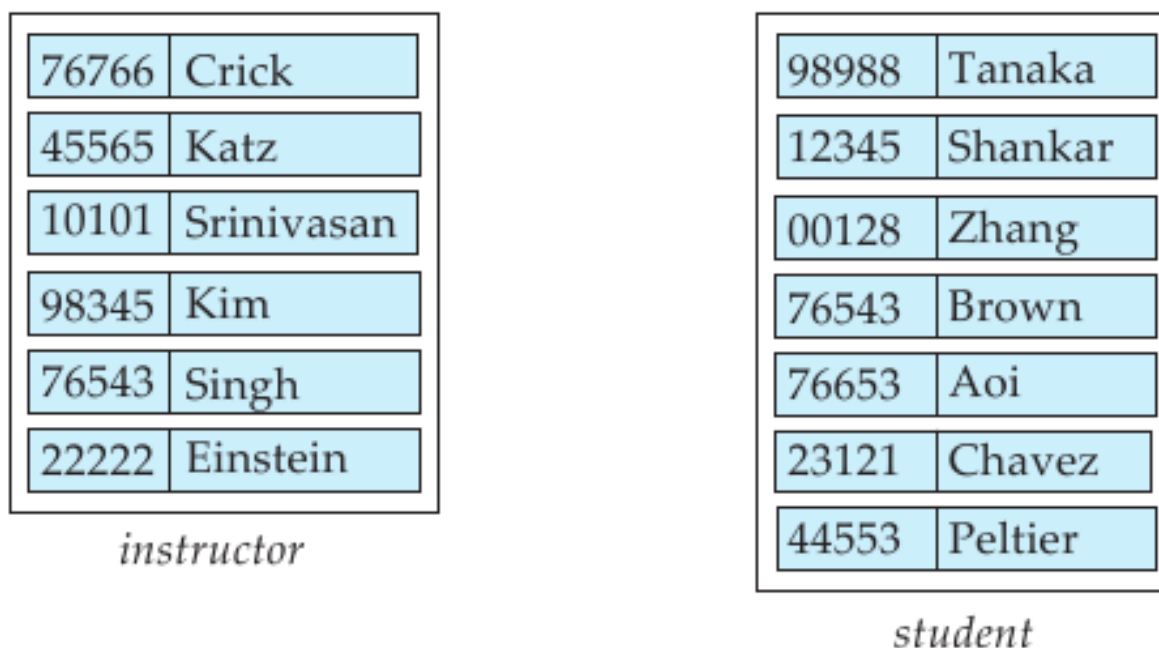 76766 Crick
45565 Katz
10101 Srinivasan
98345 Kim
76543 Singh
22222 Einstein
instructor
98988 Tanaka
12345 Shankar
00128 Zhang
76543 Brown
76653 Aoi
23121 Chavez
44553 Peltier
student